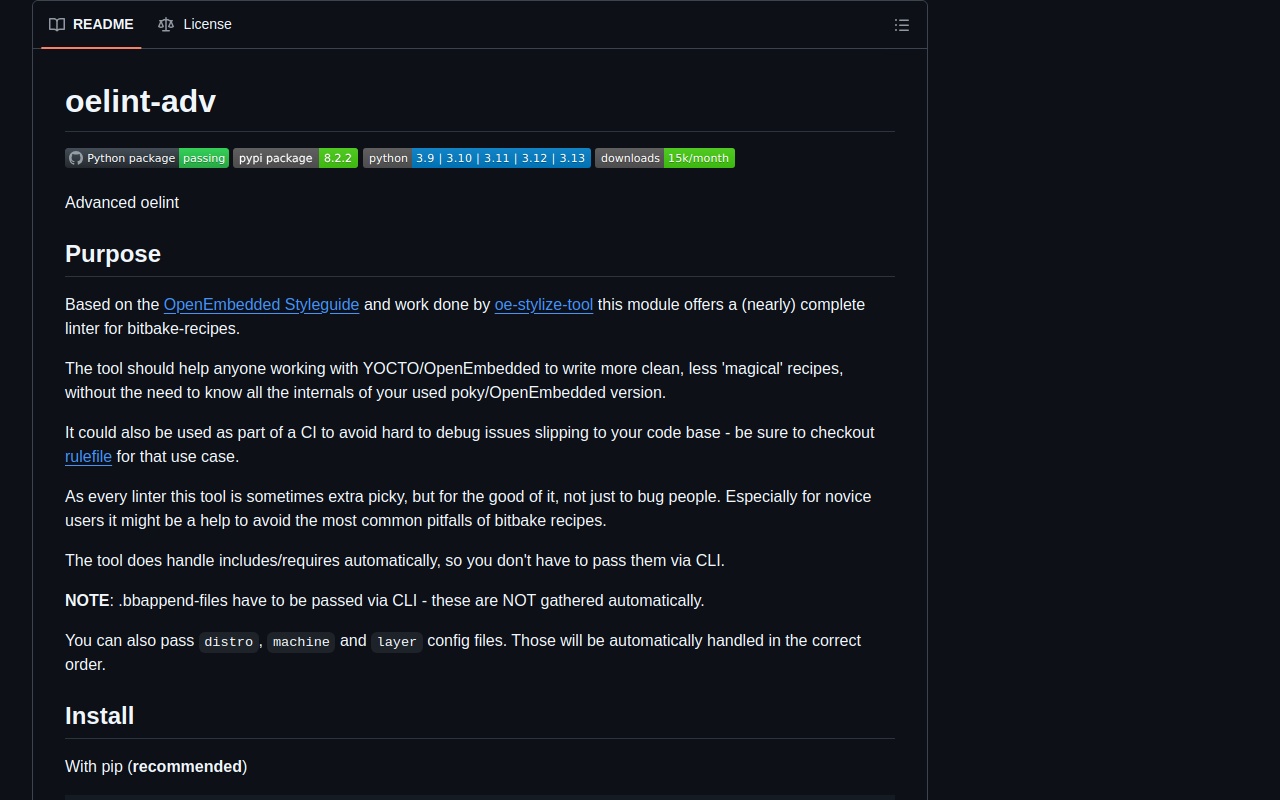 README License
oelint-adv
Python package passing pypi package 8.2.2 python 3.9 | 3.10 | 3.11 | 3.12 | 3.13 downloads 15k/month
Advanced oelint
Purpose
Based on the OpenEmbedded Styleguide and work done by oe-stylize-tool this module offers a (nearly) complete
linter for bitbake-recipes.
The tool should help anyone working with YOCTO/OpenEmbedded to write more clean, less 'magical' recipes,
without the need to know all the internals of your used poky/OpenEmbedded version.
It could also be used as part of a CI to avoid hard to debug issues slipping to your code base - be sure to checkout
rulefile for that use case.
As every linter this tool is sometimes extra picky, but for the good of it, not just to bug people. Especially for novice
users it might be a help to avoid the most common pitfalls of bitbake recipes.
The tool does handle includes/requires automatically, so you don't have to pass them via CLI.
NOTE: .bbappend-files have to be passed via CLI - these are NOT gathered automatically.
You can also pass distro, machine and layer config files. Those will be automatically handled in the correct
order.
Install
With pip (recommended)